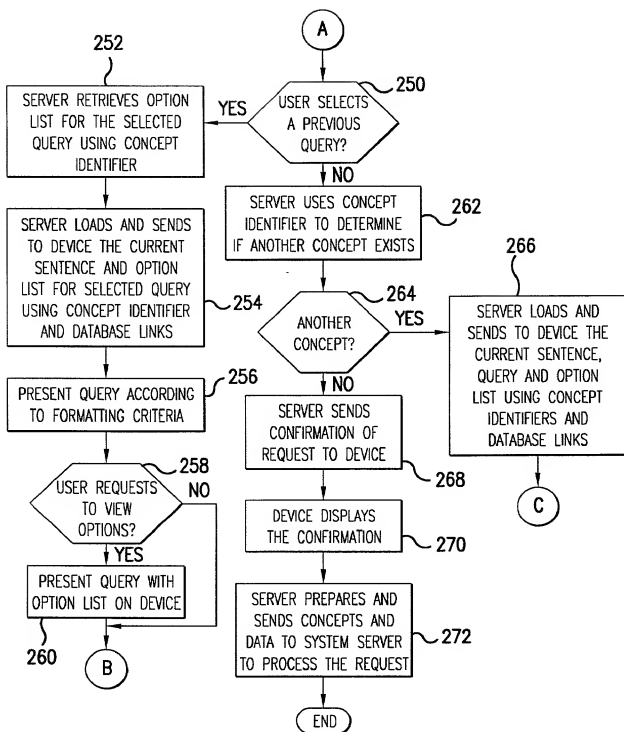 A
250
USER SELECTS
A PREVIOUS
QUERY?
YES
NO
252
SERVER RETRIEVES OPTION
LIST FOR THE SELECTED
QUERY USING CONCEPT
IDENTIFIER
SERVER LOADS AND SENDS
TO DEVICE THE CURRENT
SENTENCE AND OPTION
LIST FOR SELECTED QUERY
USING CONCEPT IDENTIFIER
AND DATABASE LINKS
254
PRESENT QUERY ACCORDING
TO FORMATTING CRITERIA
256
258
USER REQUESTS
TO VIEW
OPTIONS?
NO
YES
PRESENT QUERY WITH
OPTION LIST ON DEVICE
260
B
SERVER USES CONCEPT
IDENTIFIER TO DETERMINE
IF ANOTHER CONCEPT EXISTS
262
264
ANOTHER
CONCEPT?
YES
NO
266
SERVER LOADS AND
SENDS TO DEVICE THE
CURRENT SENTENCE,
QUERY AND OPTION
LIST USING CONCEPT
IDENTIFIERS AND
DATABASE LINKS
C
SERVER SENDS
CONFIRMATION OF
REQUEST TO DEVICE
268
DEVICE DISPLAYS
THE CONFIRMATION
270
SERVER PREPARES AND
SENDS CONCEPTS AND
DATA TO SYSTEM SERVER
TO PROCESS THE REQUEST
272
END